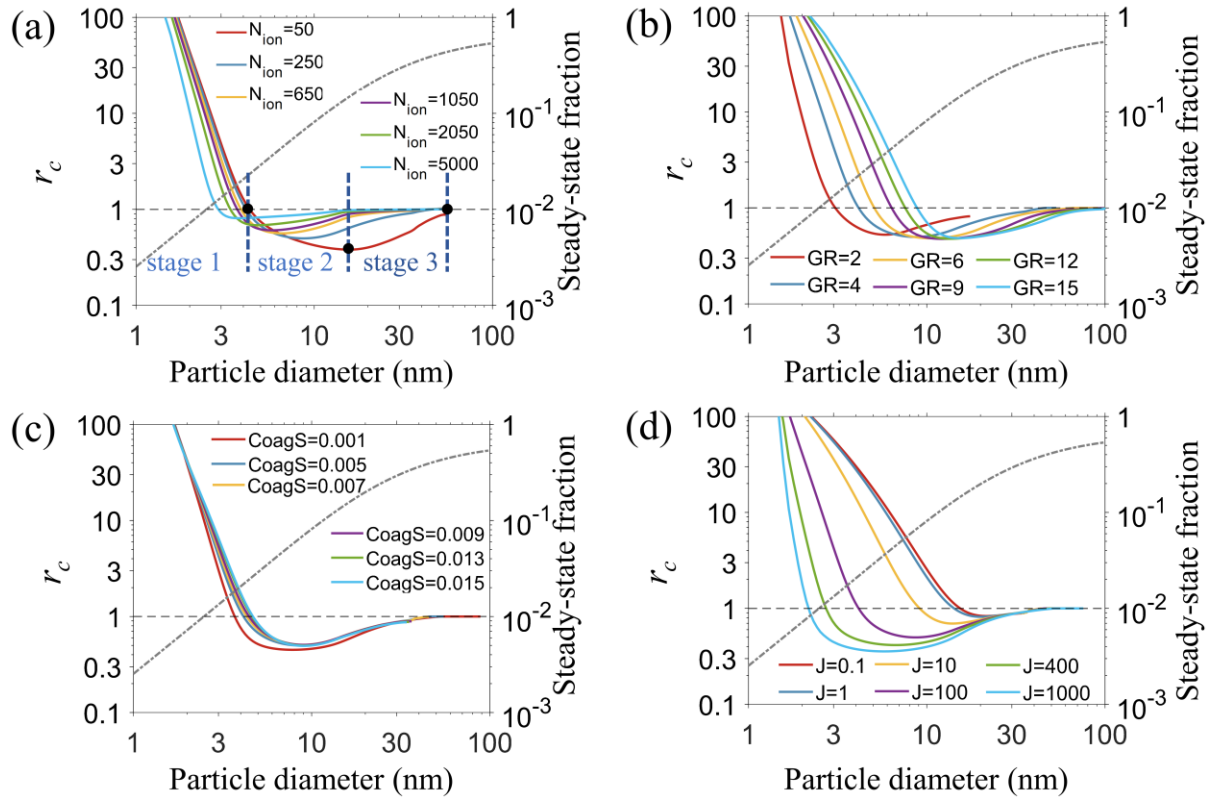 (a)
100
30
10
3
1
0.3
0.1
r_c
N_ion=50
N_ion=250
N_ion=650
N_ion=1050
N_ion=2050
N_ion=5000
stage 1
stage 2
stage 3
1
10^-1
10^-2
10^-3
Steady-state fraction
1 3 10 30 100
Particle diameter (nm)
(b)
100
30
10
3
1
0.3
0.1
r_c
GR=2 GR=6 GR=12
GR=4 GR=9 GR=15
1
10^-1
10^-2
10^-3
Steady-state fraction
1 3 10 30 100
Particle diameter (nm)
(c)
100
30
10
3
1
0.3
0.1
r_c
CoagS=0.001
CoagS=0.005
CoagS=0.007
CoagS=0.009
CoagS=0.013
CoagS=0.015
1
10^-1
10^-2
10^-3
Steady-state fraction
1 3 10 30 100
Particle diameter (nm)
(d)
100
30
10
3
1
0.3
0.1
r_c
J=0.1 J=10 J=400
J=1 J=100 J=1000
1
10^-1
10^-2
10^-3
Steady-state fraction
1 3 10 30 100
Particle diameter (nm)